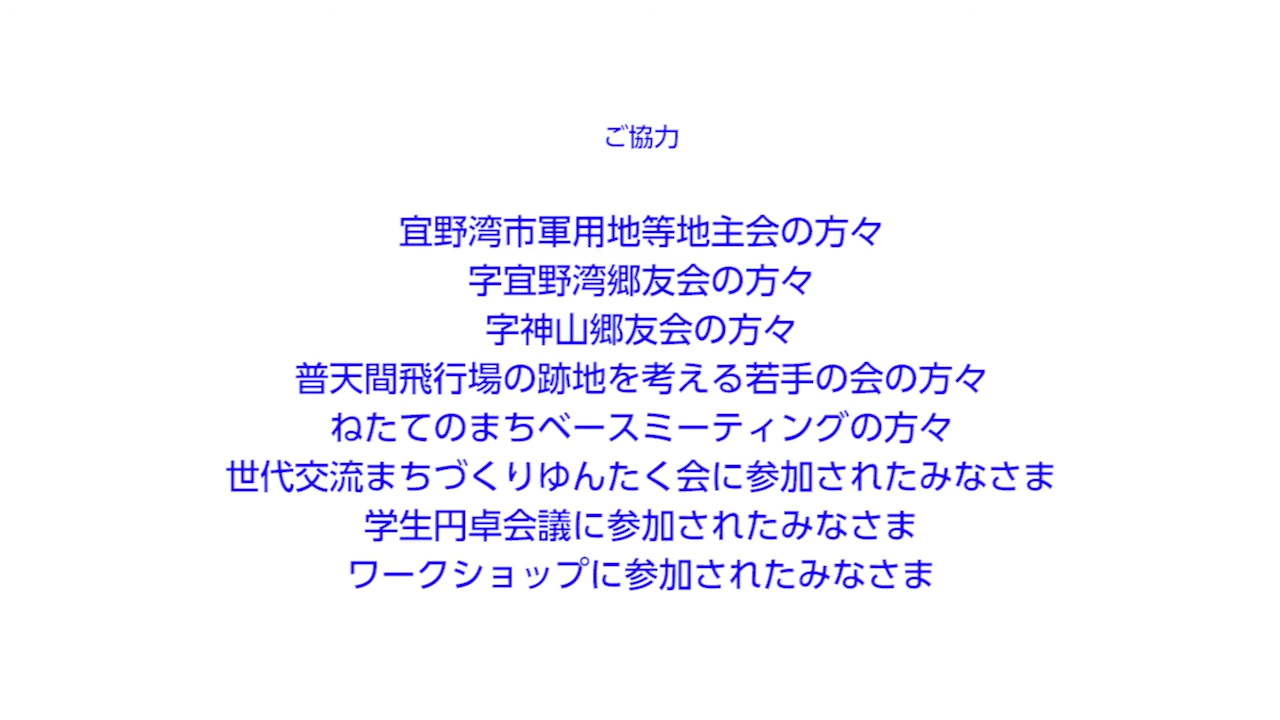 ご協力
宜野湾市軍用地等地主会の方々
字宜野湾郷友会の方々
字神山郷友会の方々
普天間飛行場の跡地を考える若手の会の方々
ねたてのまちベースミーティングの方々
世代交流まちづくりゆんたく会に参加されたみなさま
学生円卓会議に参加されたみなさま
ワークショップに参加されたみなさま